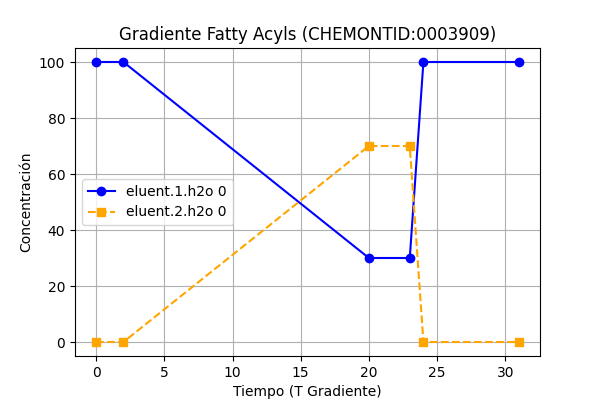 Gradiente Fatty Acyls (CHEMONTID:0003909)
Concentración
100
80
60
40
20
0
eluent.1.h2o 0
eluent.2.h2o 0
0 5 10 15 20 25 30
Tiempo (T Gradiente)